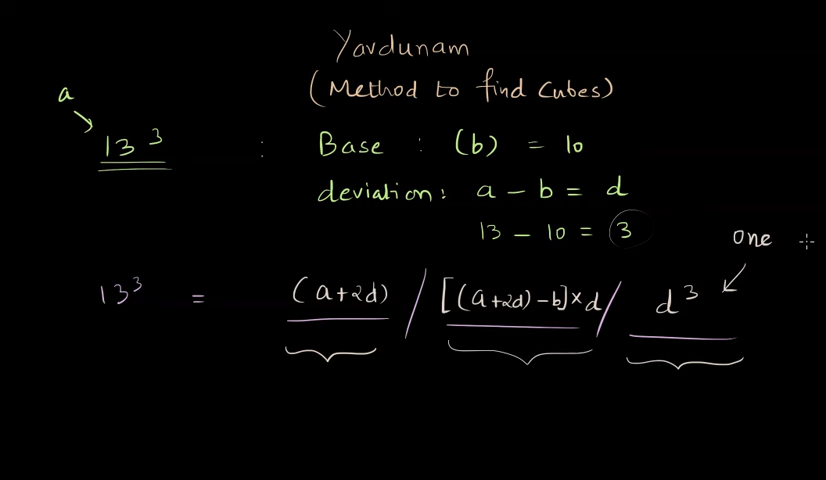 Yavdunam
(Method to find Cubes)
a
13³ : Base : (b) = 10
deviation: a - b = d
13 - 10 = 3
one
13³ = (a+2d) / [(a+2d)-b]×d / d³